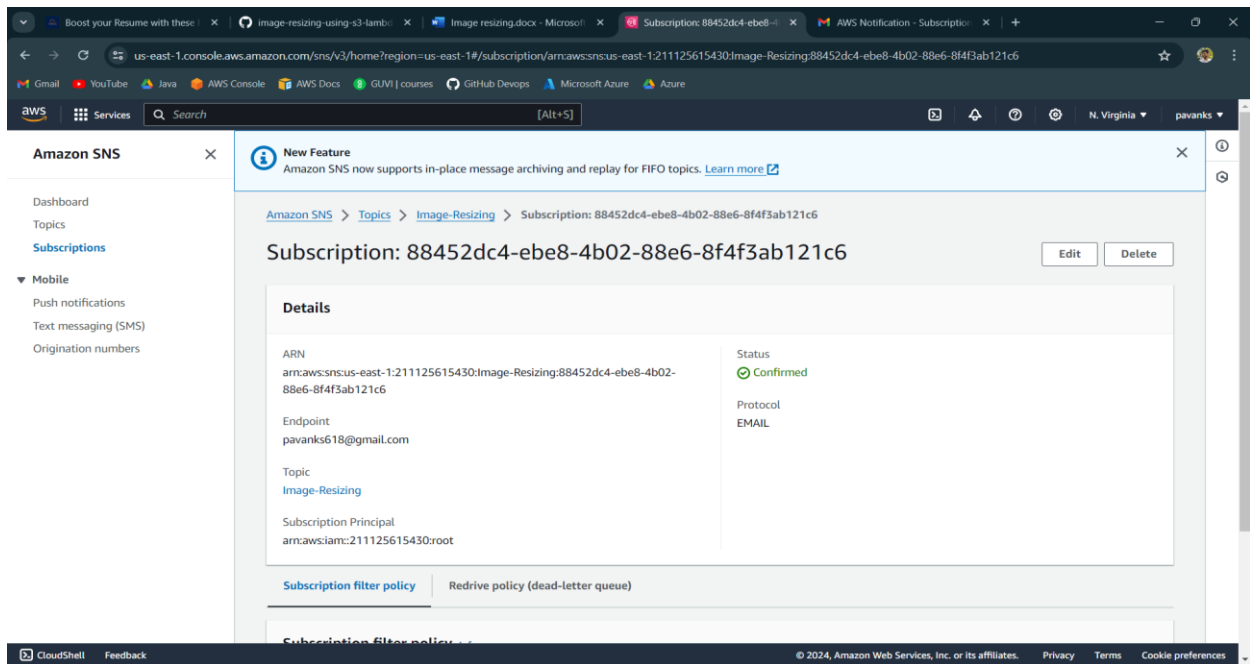 Boost your Resume with these
image-resizing-using-s3-lambd
Image resizing.docx - Microsoft
Subscription: 88452dc4-ebe8-4
AWS Notification - Subscription
us-east-1.console.aws.amazon.com/sns/v3/home?region=us-east-1#/subscription/arn:aws:sns:us-east-1:211125615430:Image-Resizing:88452dc4-ebe8-4b02-88e6-8f4f3ab121c6
Gmail YouTube Java AWS Console AWS Docs GUVI | courses GitHub Devops Microsoft Azure Azure
aws Services Search [Alt+S] N. Virginia pavanks
Amazon SNS
Dashboard
Topics
Subscriptions
Mobile
Push notifications
Text messaging (SMS)
Origination numbers
New Feature
Amazon SNS now supports in-place message archiving and replay for FIFO topics. Learn more
Amazon SNS > Topics > Image-Resizing > Subscription: 88452dc4-ebe8-4b02-88e6-8f4f3ab121c6
Subscription: 88452dc4-ebe8-4b02-88e6-8f4f3ab121c6
Edit Delete
Details
ARN
arn:aws:sns:us-east-1:211125615430:Image-Resizing:88452dc4-ebe8-4b02-
88e6-8f4f3ab121c6
Endpoint
pavanks618@gmail.com
Topic
Image-Resizing
Subscription Principal
arn:aws:iam::211125615430:root
Status
Confirmed
Protocol
EMAIL
Subscription filter policy Redrive policy (dead-letter queue)
Subscription filter policy
CloudShell Feedback © 2024, Amazon Web Services, Inc. or its affiliates. Privacy Terms Cookie preferences